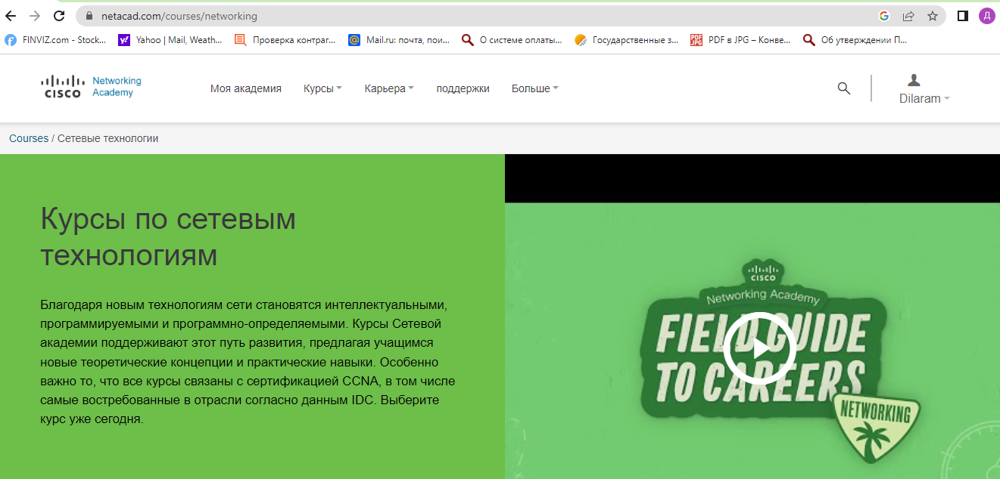 netacad.com/courses/networking
Д
FINVIZ.com - Stock... Yahoo | Mail, Weath... Проверка контраг... Mail.ru: почта, пои... О системе оплаты... Государственные з... PDF в JPG – Конве... Об утверждении П...
cisco Networking Academy
Моя академия Курсы Карьера поддержки Больше
Dilaram
Courses / Сетевые технологии
Курсы по сетевым
технологиям
Благодаря новым технологиям сети становятся интеллектуальными,
программируемыми и программно-определяемыми. Курсы Сетевой
академии поддерживают этот путь развития, предлагая учащимся
новые теоретические концепции и практические навыки. Особенно
важно то, что все курсы связаны с сертификацией CCNA, в том числе
самые востребованные в отрасли согласно данным IDC. Выберите
курс уже сегодня.
CISCO
Networking Academy
FIELD GUIDE
TO CAREERS
NETWORKING